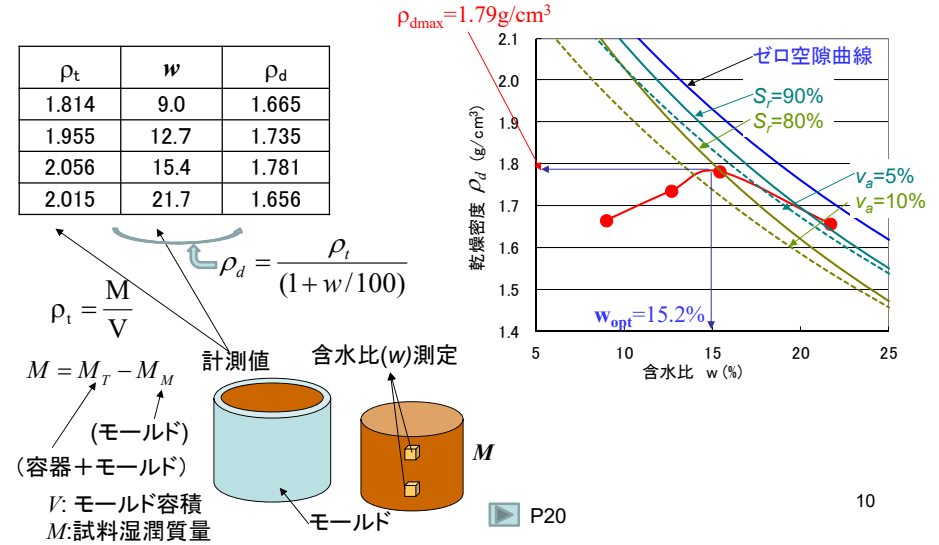 ρdmax=1.79g/cm³
ρt w ρd
1.814 9.0 1.665
1.955 12.7 1.735
2.056 15.4 1.781
2.015 21.7 1.656
ρd = ρt / (1 + w/100)
ρt = M / V
M = MT − MM
計測値
(モールド)
(容器+モールド)
V: モールド容積
M:試料湿潤質量
含水比(w)測定
M
モールド
P20
乾燥密度 ρd (g/cm³)
2.1
2.0
1.9
1.8
1.7
1.6
1.5
1.4
ゼロ空隙曲線
Sr=90%
Sr=80%
va=5%
va=10%
wopt=15.2%
5 10 15 20 25
含水比 w(%)
10